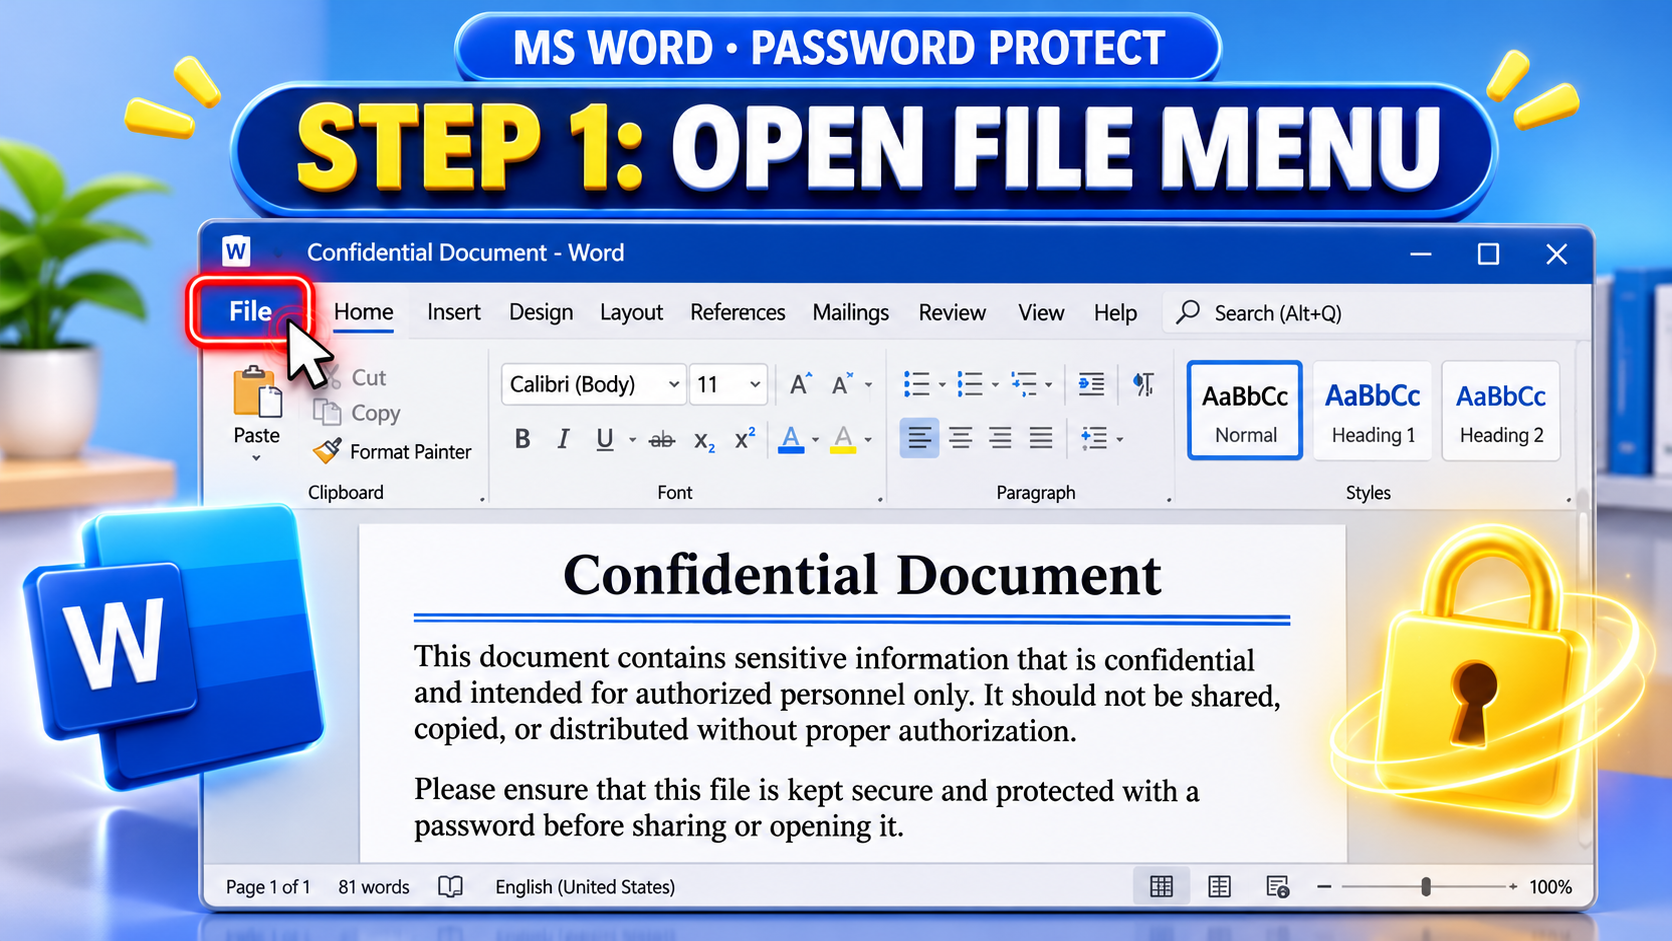 MS WORD • PASSWORD PROTECT
STEP 1: OPEN FILE MENU
W Confidential Document - Word
File Home Insert Design Layout References Mailings Review View Help Search (Alt+Q)
Paste
Cut
Copy
Format Painter
Clipboard
Calibri (Body) 11 A A
B I U ab X₂ X² A A
Font
Paragraph
AaBbCc AaBbCc AaBbCc
Normal Heading 1 Heading 2
Styles
W
Confidential Document
This document contains sensitive information that is confidential
and intended for authorized personnel only. It should not be shared,
copied, or distributed without proper authorization.
Please ensure that this file is kept secure and protected with a
password before sharing or opening it.
Page 1 of 1 81 words English (United States) 100%